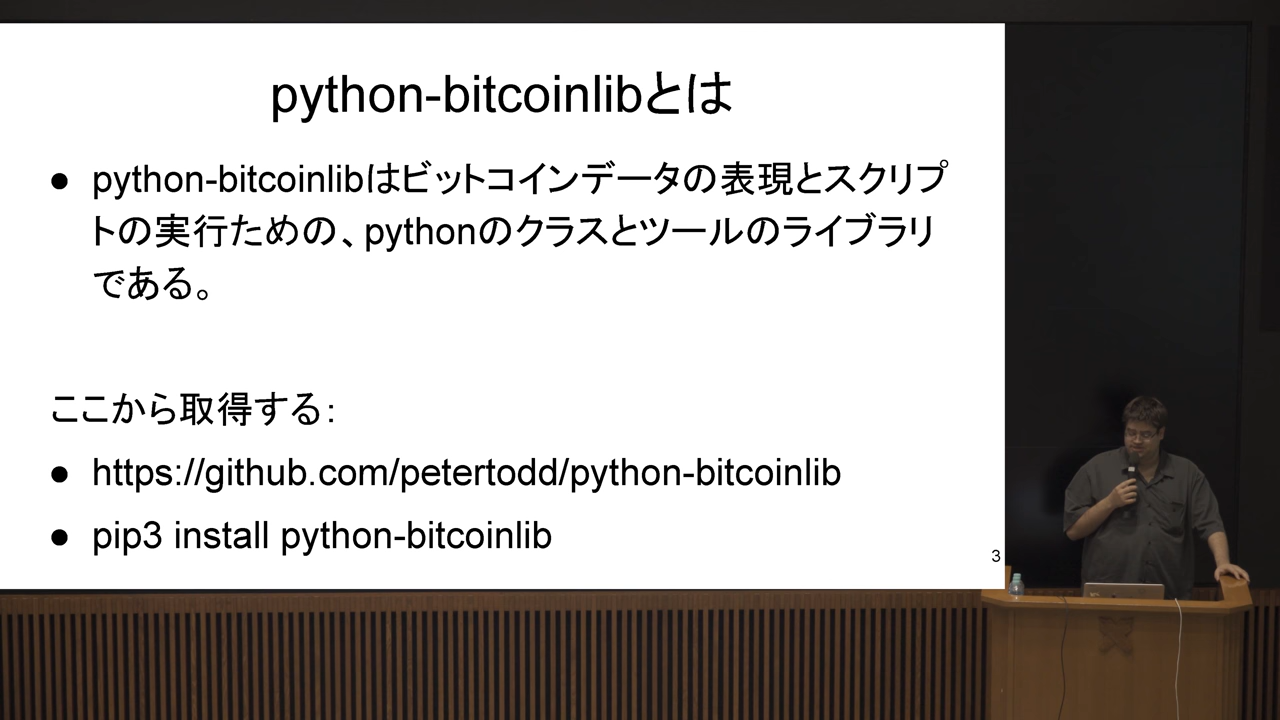 python-bitcoinlibとは
● python-bitcoinlibはビットコインデータの表現とスクリプ
トの実行ための、pythonのクラスとツールのライブラリ
である。
ここから取得する：
● https://github.com/petertodd/python-bitcoinlib
● pip3 install python-bitcoinlib
3